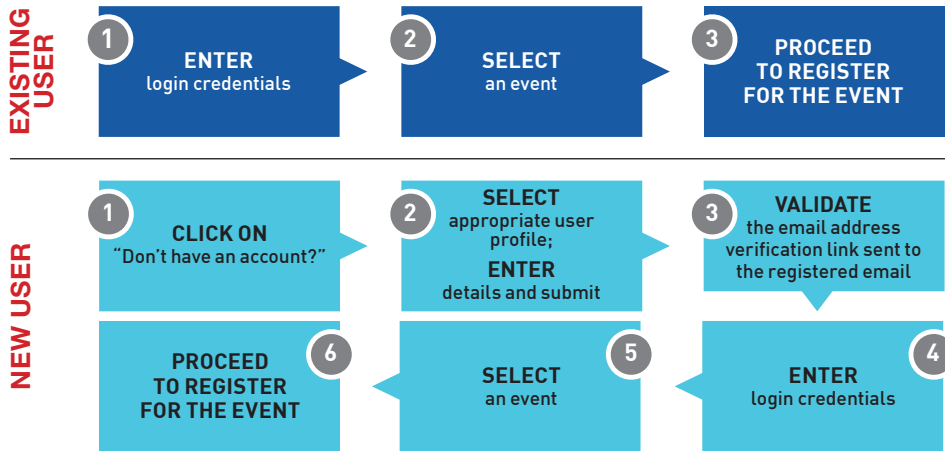 EXISTING
USER
1
ENTER
login credentials
2
SELECT
an event
3
PROCEED
TO REGISTER
FOR THE EVENT
NEW USER
1
CLICK ON
“Don’t have an account?”
2
SELECT
appropriate user
profile;
ENTER
details and submit
3
VALIDATE
the email address
verification link sent to
the registered email
4
ENTER
login credentials
5
SELECT
an event
6
PROCEED
TO REGISTER
FOR THE EVENT